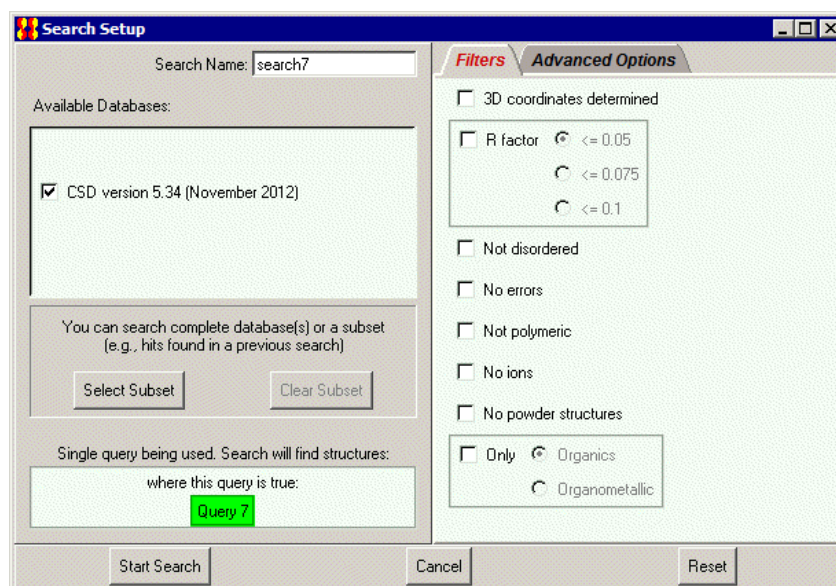 Search Setup
Search Name: search7
Available Databases:
CSD version 5.34 (November 2012)
You can search complete database(s) or a subset
(e.g., hits found in a previous search)
Select Subset
Clear Subset
Single query being used. Search will find structures:
where this query is true:
Query 7
Filters
Advanced Options
3D coordinates determined
R factor
<= 0.05
<= 0.075
<= 0.1
Not disordered
No errors
Not polymeric
No ions
No powder structures
Only
Organics
Organometallic
Start Search
Cancel
Reset